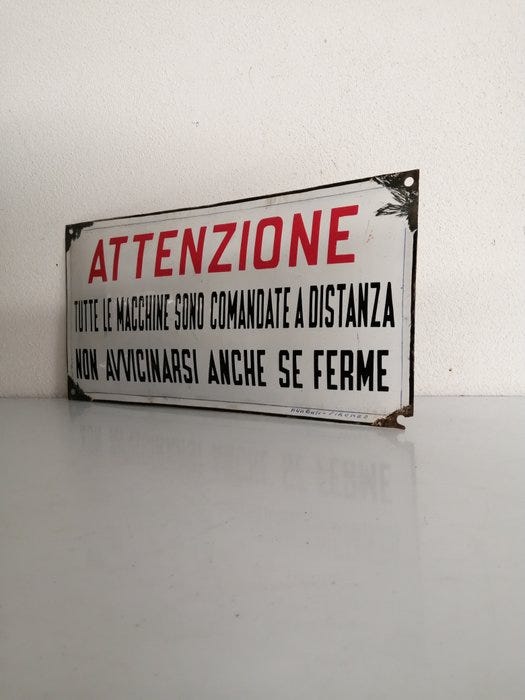 ATTENZIONE
TUTTE LE MACCHINE SONO COMANDATE A DISTANZA
NON AVVICINARSI ANCHE SE FERME